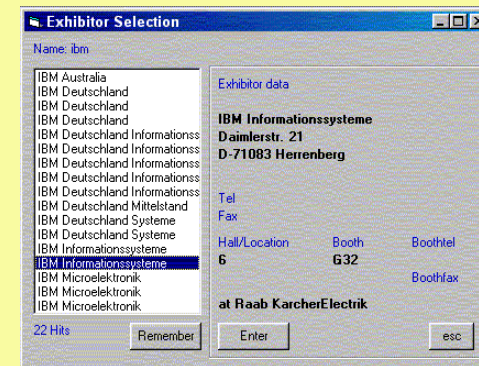 Exhibitor Selection
Name: ibm
IBM Australia
IBM Deutschland
IBM Deutschland
IBM Deutschland
IBM Deutschland Informationss
IBM Deutschland Informationss
IBM Deutschland Informationss
IBM Deutschland Informationss
IBM Deutschland Informationss
IBM Deutschland Mittelstand
IBM Deutschland Systeme
IBM Deutschland Systeme
IBM Informationssysteme
IBM Informationssysteme
IBM Microelektronik
IBM Microelektronik
IBM Microelektronik
22 Hits
Remember
Exhibitor data
IBM Informationssysteme
Daimlerstr. 21
D-71083 Herrenberg
Tel
Fax
Hall/Location Booth Boothtel
6 G32
Boothfax
at Raab KarcherElectrik
Enter esc